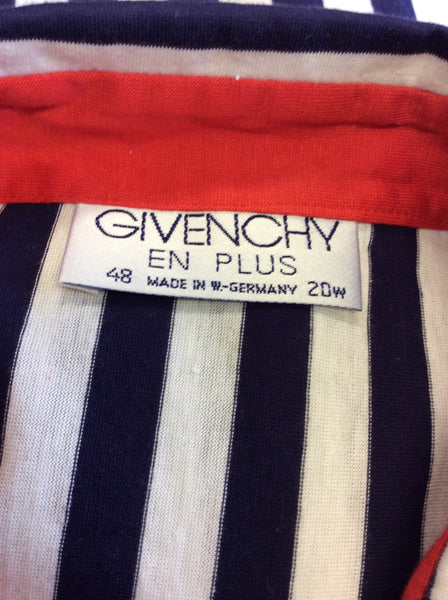 GIVENCHY
EN PLUS
48 MADE IN W.-GERMANY 20W